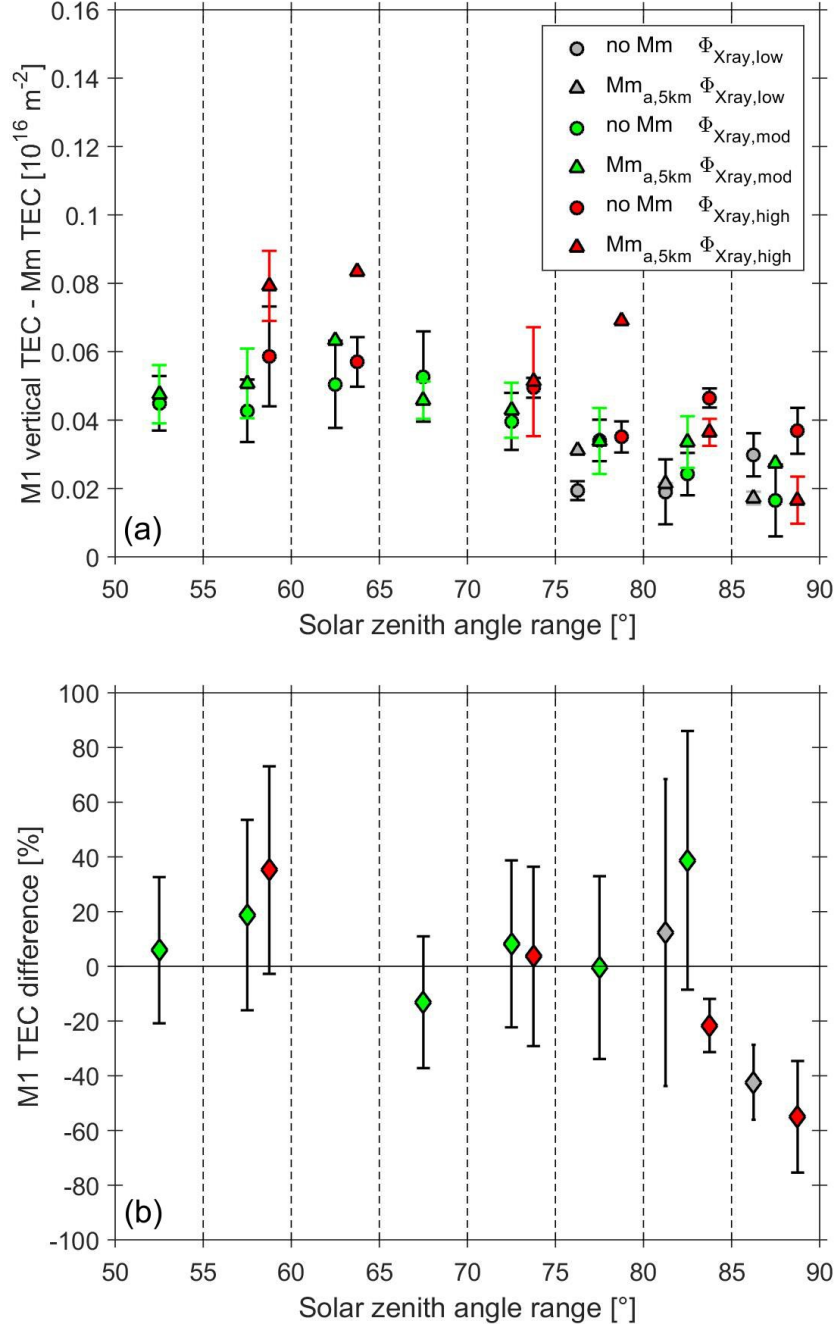 M1 vertical TEC - Mm TEC [10^16 m^-2]
0.16
0.14
0.12
0.1
0.08
0.06
0.04
0.02
0
no Mm Φ_Xray,low
Mm_a,5km Φ_Xray,low
no Mm Φ_Xray,mod
Mm_a,5km Φ_Xray,mod
no Mm Φ_Xray,high
Mm_a,5km Φ_Xray,high
(a)
50 55 60 65 70 75 80 85 90
Solar zenith angle range [°]
M1 TEC difference [%]
100
80
60
40
20
0
-20
-40
-60
-80
-100
(b)
50 55 60 65 70 75 80 85 90
Solar zenith angle range [°]